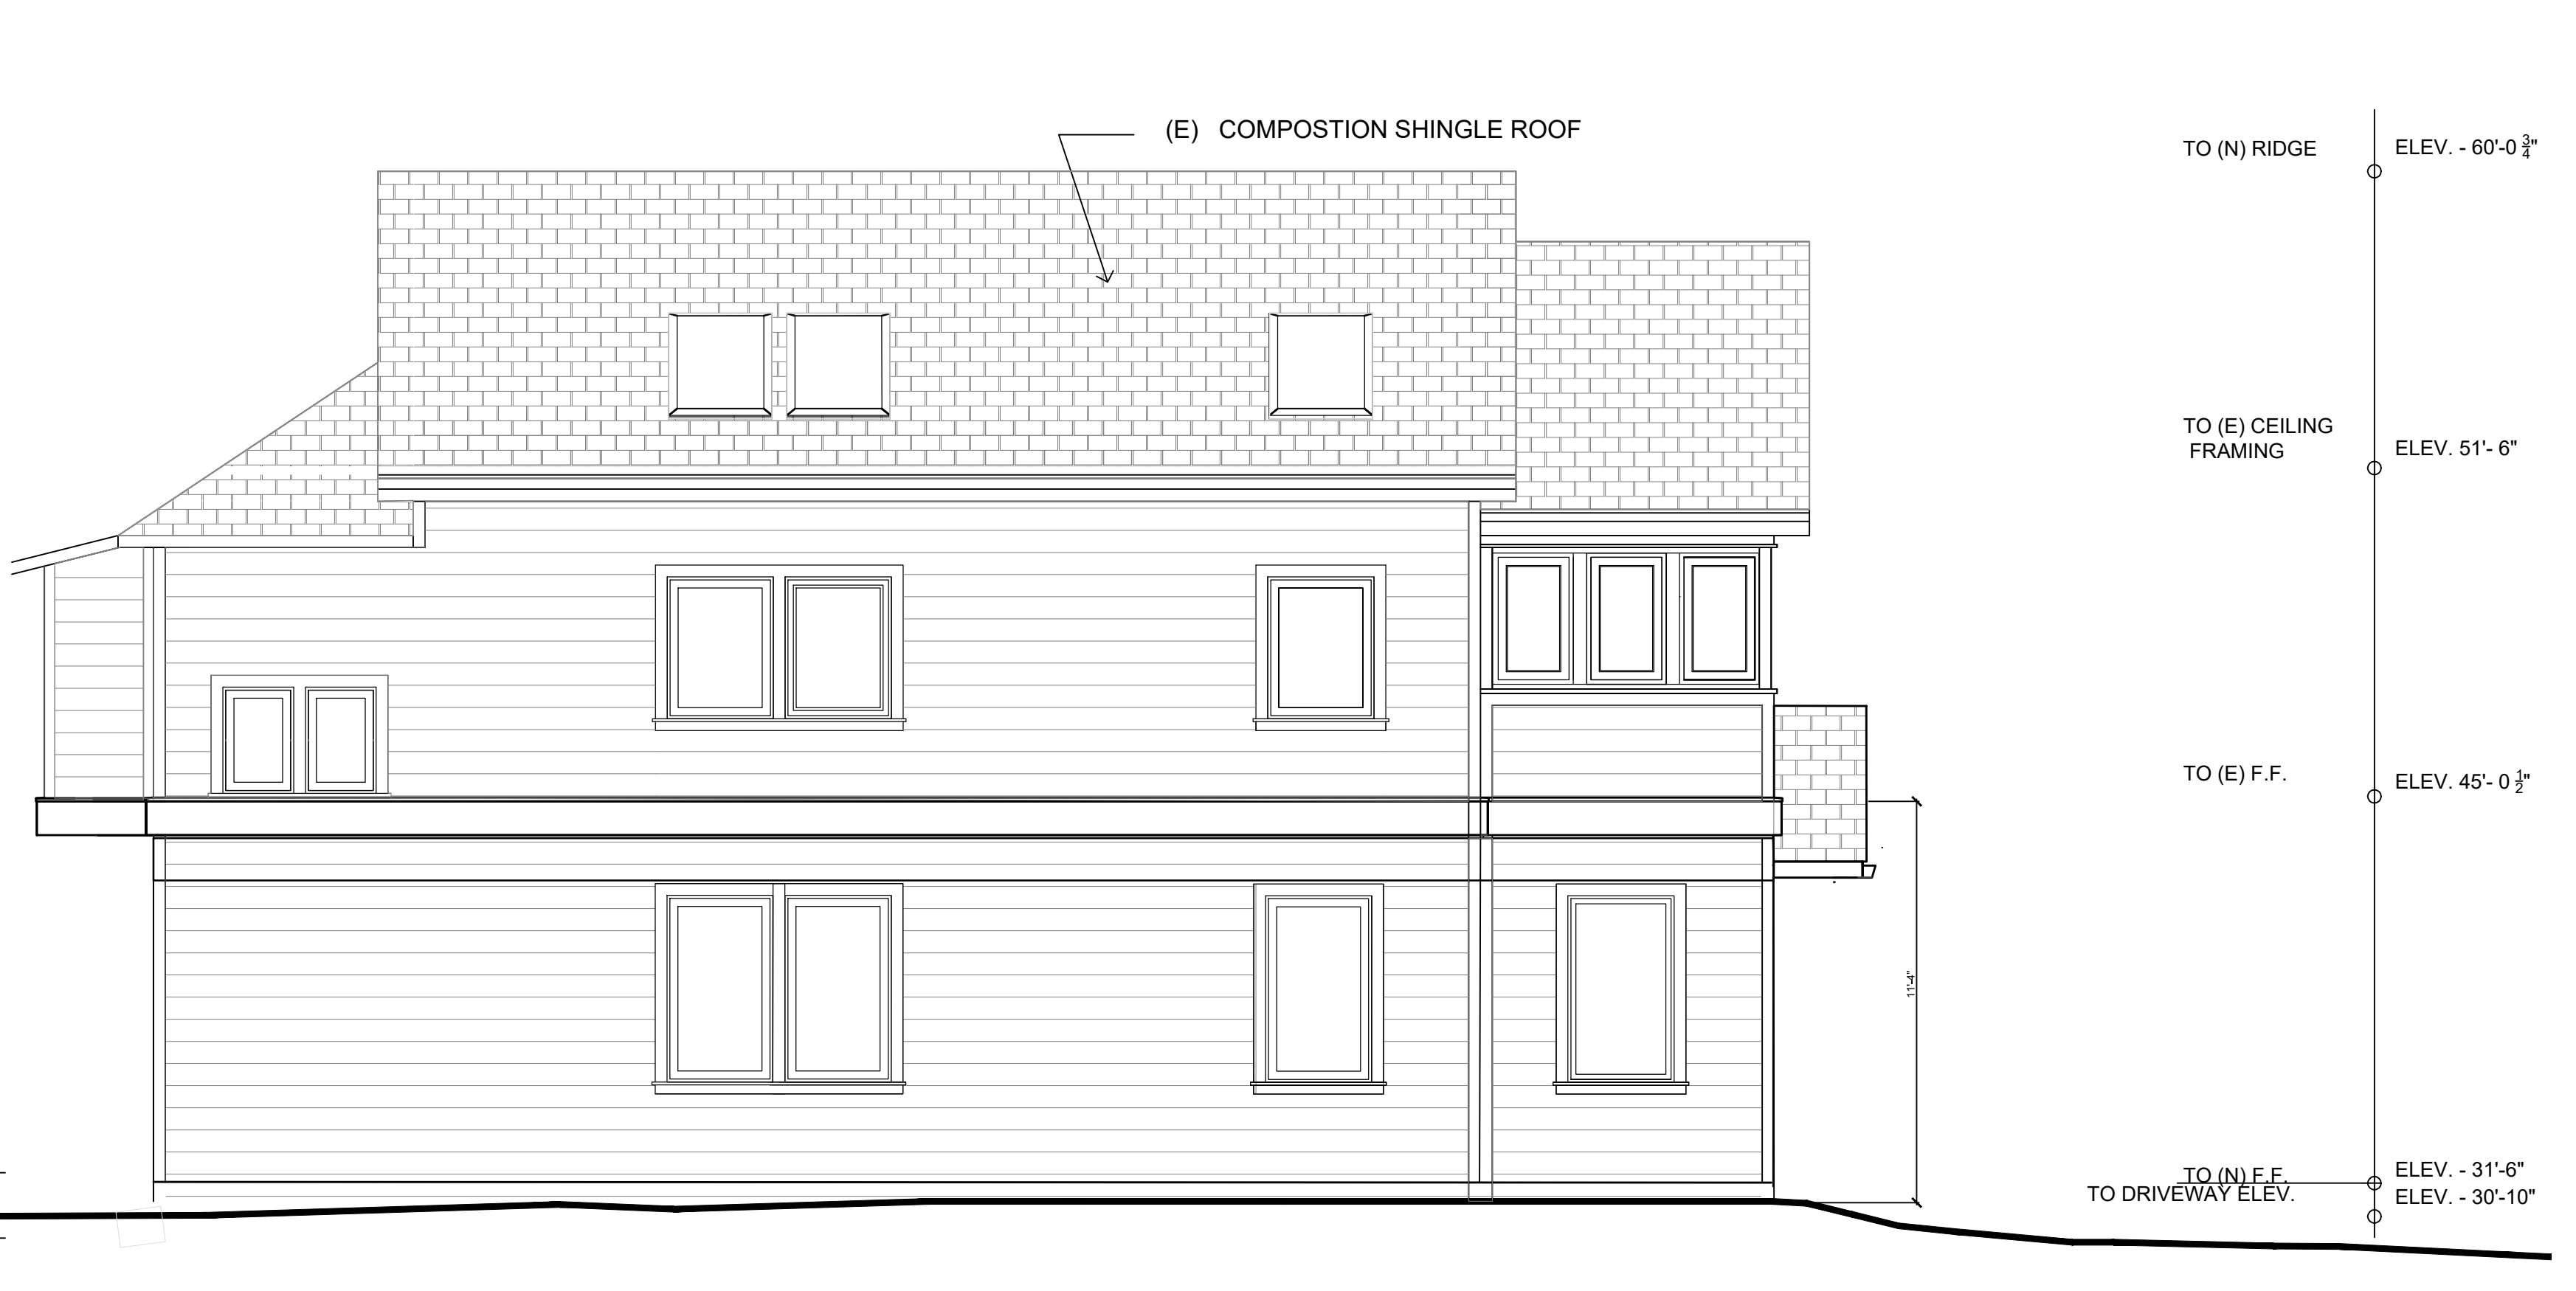 (E) COMPOSTION SHINGLE ROOF
TO (N) RIDGE
ELEV. - 60'-0 3/4"
TO (E) CEILING
FRAMING
ELEV. 51'- 6"
TO (E) F.F.
ELEV. 45'- 0 1/2"
11'-4"
TO (N) F.F.
ELEV. - 31'-6"
TO DRIVEWAY ELEV.
ELEV. - 30'-10"